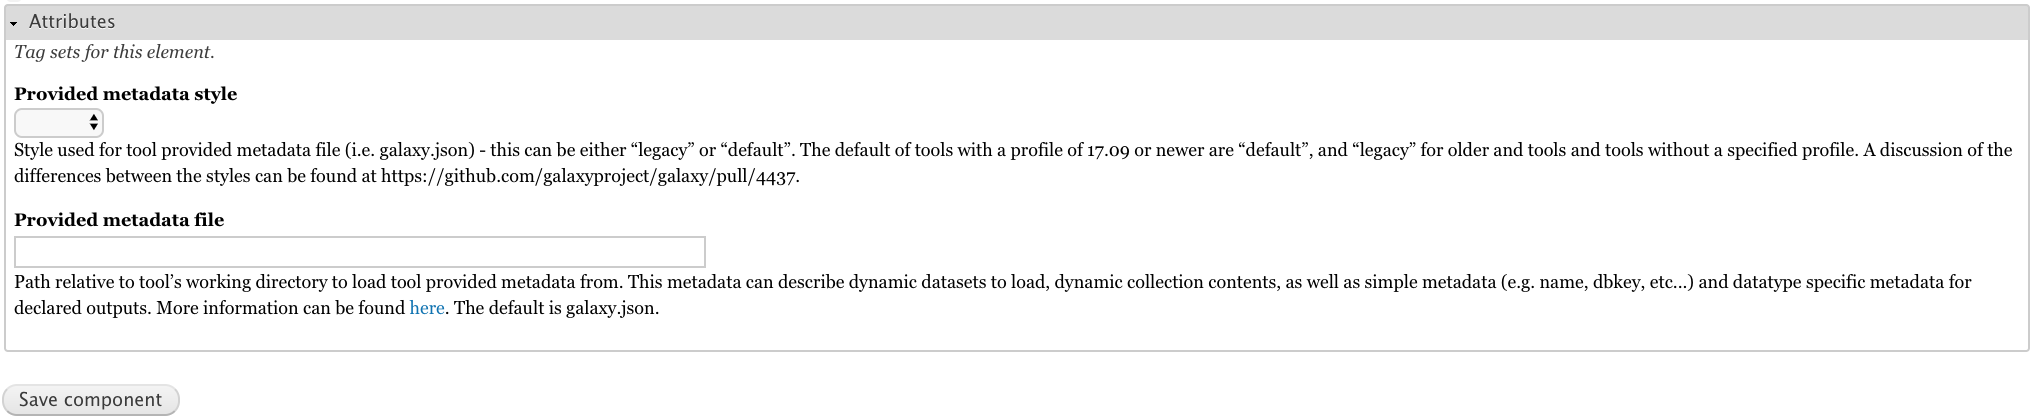 Attributes
Tag sets for this element.
Provided metadata style
Style used for tool provided metadata file (i.e. galaxy.json) - this can be either “legacy” or “default”. The default of tools with a profile of 17.09 or newer are “default”, and “legacy” for older and tools and tools without a specified profile. A discussion of the
differences between the styles can be found at https://github.com/galaxyproject/galaxy/pull/4437.
Provided metadata file
Path relative to tool’s working directory to load tool provided metadata from. This metadata can describe dynamic datasets to load, dynamic collection contents, as well as simple metadata (e.g. name, dbkey, etc...) and datatype specific metadata for
declared outputs. More information can be found here. The default is galaxy.json.
Save component